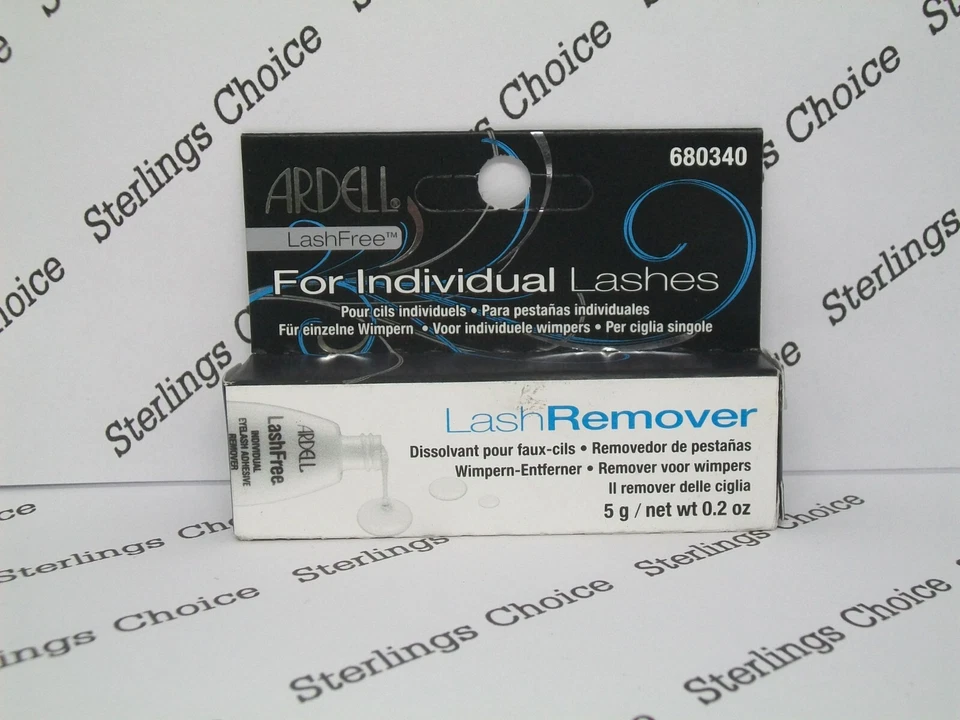 Sterlings Choice
Sterlings Choice
Sterlings Choice
Sterlings Choice
680340
ARDELL®
LashFree™
For Individual Lashes
Pour cils individuels • Para pestañas individuales
Für einzelne Wimpern • Voor individuele wimpers • Per ciglia singole
LashRemover
Dissolvant pour faux-cils • Removedor de pestañas
Wimpern-Entferner • Remover voor wimpers
Il remover delle ciglia
5 g / net wt 0.2 oz
ARDELL
LashFree
INDIVIDUAL
EYELASH ADHESIVE
REMOVER
Sterlings Choice
Sterlings Choice
Sterlings Choice
Sterlings Choice
Sterlings Choice